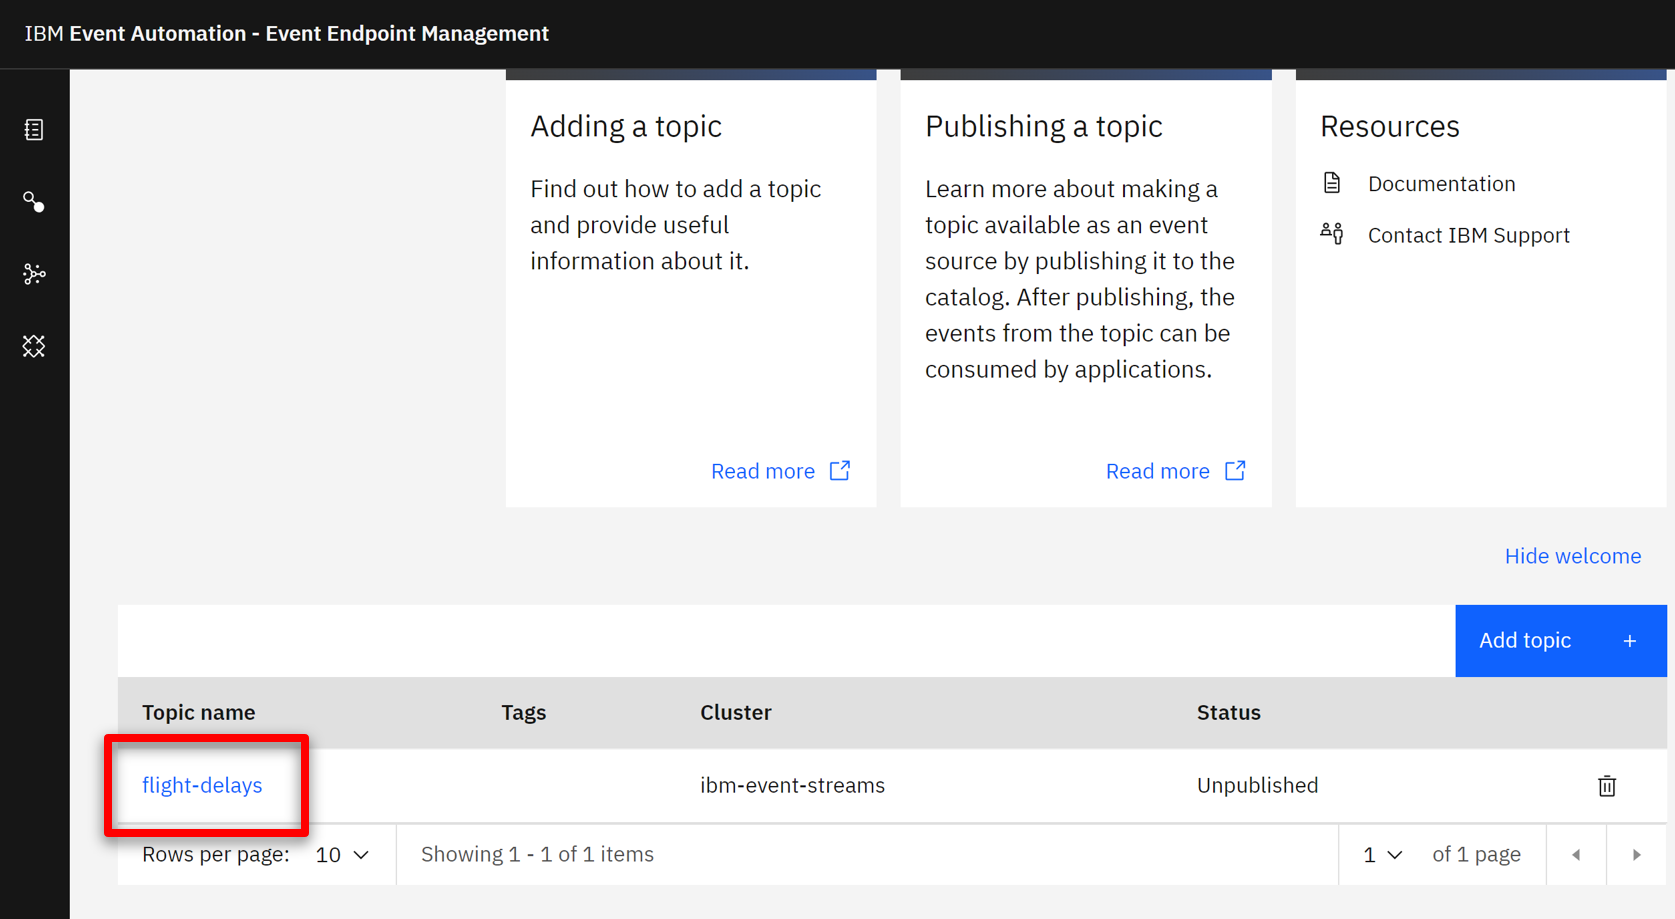 IBM Event Automation - Event Endpoint Management
Adding a topic
Find out how to add a topic
and provide useful
information about it.
Read more
Publishing a topic
Learn more about making a
topic available as an event
source by publishing it to the
catalog. After publishing, the
events from the topic can be
consumed by applications.
Read more
Resources
Documentation
Contact IBM Support
Hide welcome
Add topic +
Topic name Tags Cluster Status
flight-delays ibm-event-streams Unpublished
Rows per page: 10 Showing 1 - 1 of 1 items 1 of 1 page